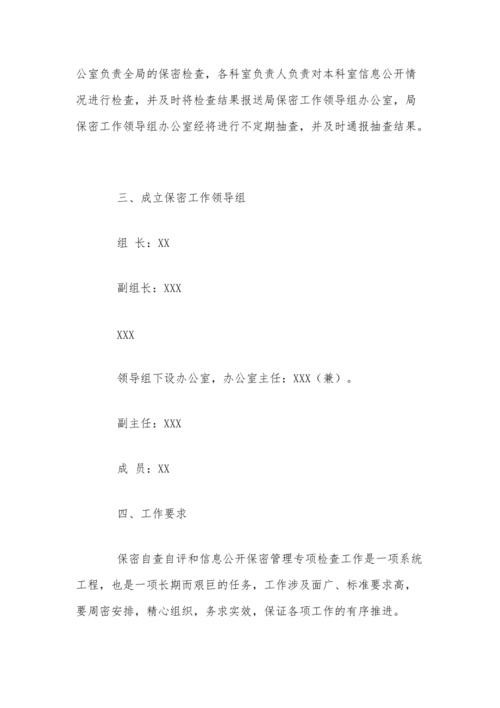 公室负责全局的保密检查，各科室负责人负责对本科室信息公开情
况进行检查，并及时将检查结果报送局保密工作领导组办公室，局
保密工作领导组办公室经将进行不定期抽查，并及时通报抽查结果。
三、成立保密工作领导组
组 长：XX
副组长：XXX
XXX
领导组下设办公室，办公室主任：XXX（兼）。
副主任：XXX
成 员：XX
四、工作要求
保密自查自评和信息公开保密管理专项检查工作是一项系统
工程，也是一项长期而艰巨的任务，工作涉及面广、标准要求高，
要周密安排，精心组织，务求实效，保证各项工作的有序推进。